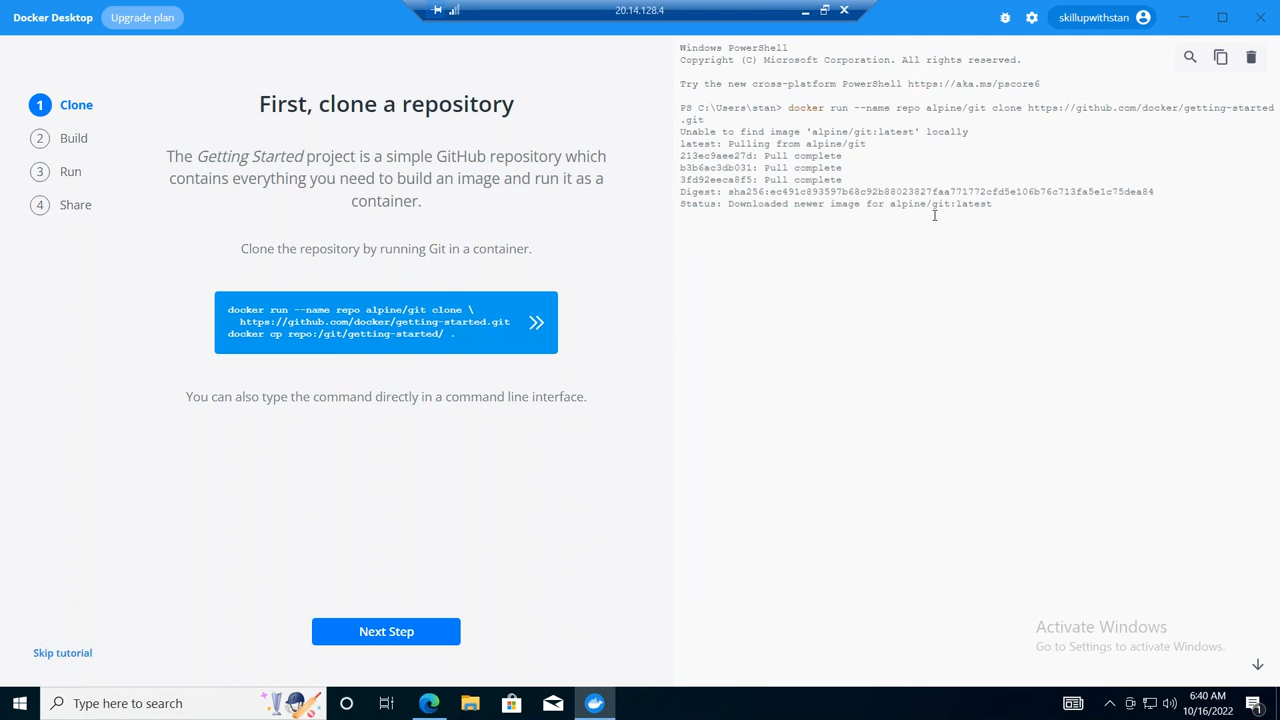 Docker Desktop
Upgrade plan
20.14.128.4
skillupwithstan
1 Clone
2 Build
3 Run
4 Share
First, clone a repository
The Getting Started project is a simple GitHub repository which
contains everything you need to build an image and run it as a
container.
Clone the repository by running Git in a container.
docker run --name repo alpine/git clone \
https://github.com/docker/getting-started.git
docker cp repo:/git/getting-started/ .
You can also type the command directly in a command line interface.
Next Step
Skip tutorial
Windows PowerShell
Copyright (C) Microsoft Corporation. All rights reserved.
Try the new cross-platform PowerShell https://aka.ms/pscore6
PS C:\Users\stan> docker run --name repo alpine/git clone https://github.com/docker/getting-started
.git
Unable to find image 'alpine/git:latest' locally
latest: Pulling from alpine/git
213ec9aee27d: Pull complete
b3b6ac3db031: Pull complete
3fd92eeca8f5: Pull complete
Digest: sha256:ec491c893597b68c92b88023827faa771772cfd5e106b76c713fa5e1c75dea84
Status: Downloaded newer image for alpine/git:latest
Activate Windows
Go to Settings to activate Windows.
Type here to search
6:40 AM
10/16/2022
1